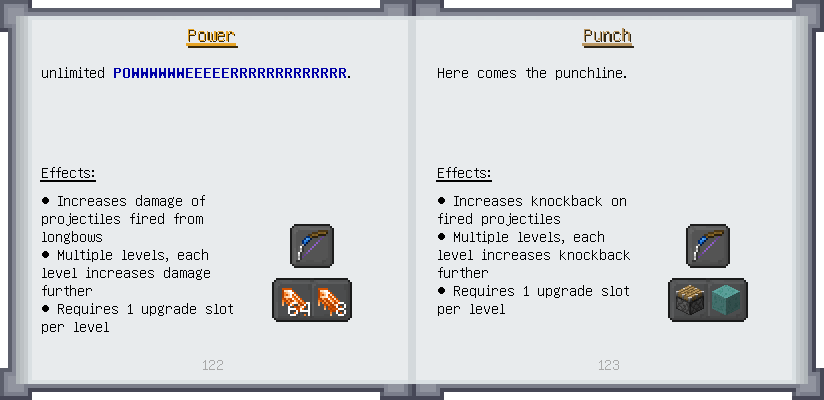 Power
unlimited POWWWWWEEEEERRRRRRRRRRRRR.
Effects:
● Increases damage of
projectiles fired from
longbows
● Multiple levels, each
level increases damage
further
● Requires 1 upgrade slot
per level
64 8
122
Punch
Here comes the punchline.
Effects:
● Increases knockback on
fired projectiles
● Multiple levels, each
level increases knockback
further
● Requires 1 upgrade slot
per level
123